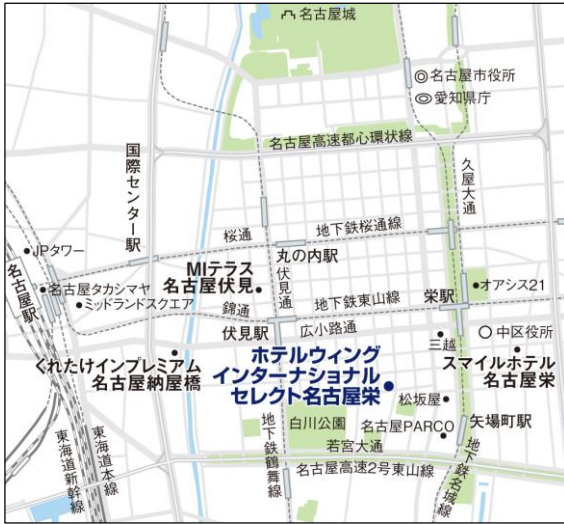 名古屋城
名古屋市役所
愛知県庁
名古屋高速都心環状線
国際センター駅
久屋大通
桜通
地下鉄桜通線
丸の内駅
JPタワー
名古屋駅
名古屋タカシマヤ
ミッドランドスクエア
MIテラス
名古屋伏見
伏見通
オアシス21
錦通
地下鉄東山線
栄駅
伏見駅
広小路通
三越
中区役所
くれたけインプレミアム
名古屋納屋橋
ホテルウィング
インターナショナル
セレクト名古屋栄
スマイルホテル
名古屋栄
松坂屋
白川公園
名古屋PARCO
矢場町駅
若宮大通
名古屋高速2号東山線
地下鉄鶴舞線
地下鉄名城線
東海道新幹線
東海道本線